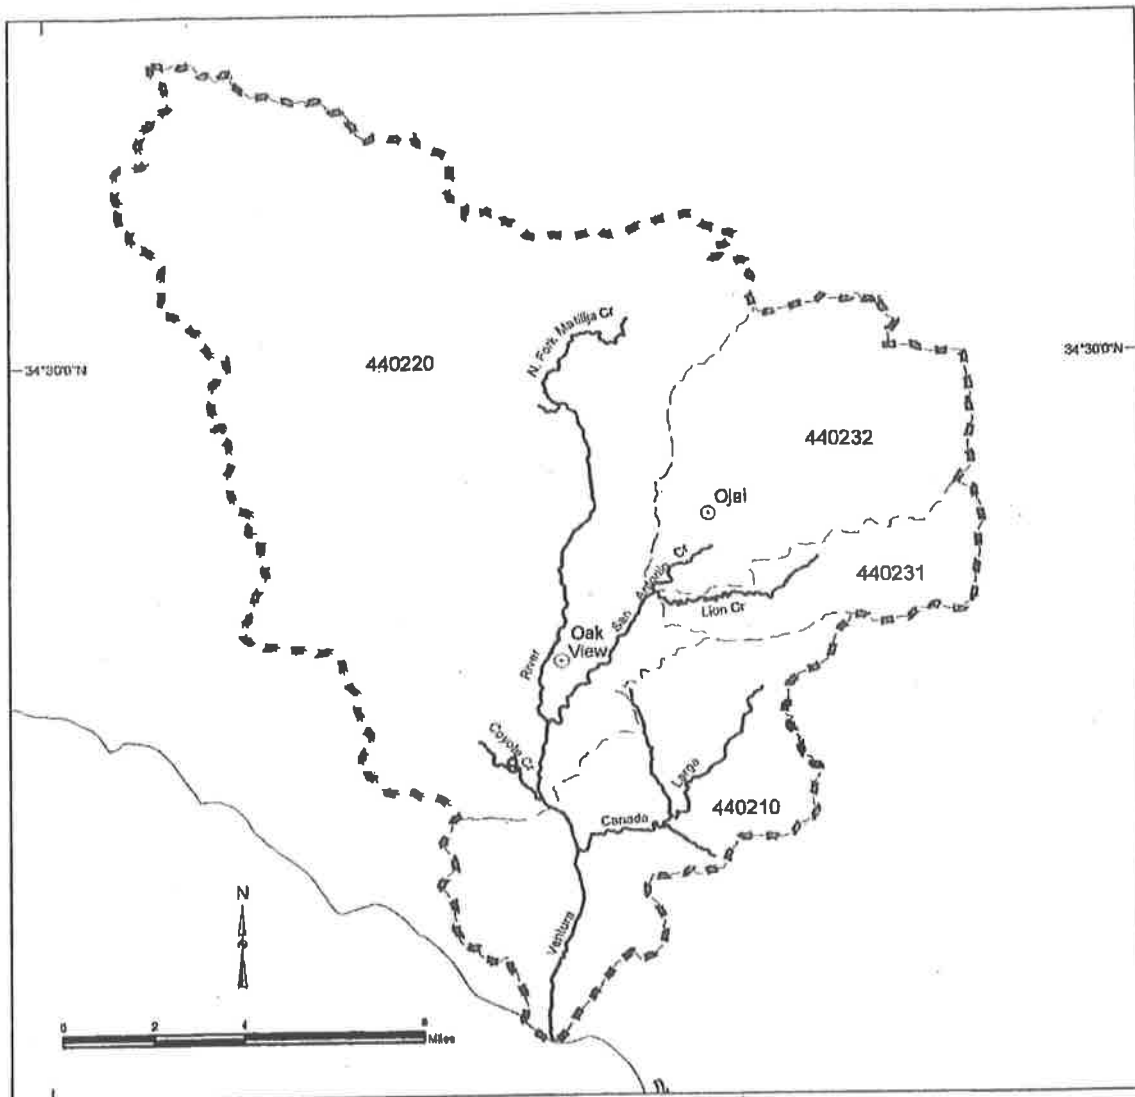 N. Fork Matilija Cr
34°30'0"N
34°30'0"N
440220
440232
Ojai
San Antonio Cr
440231
Lion Cr
Oak
View
River
Coyote Cr
Largo
440210
Canada
N
Ventura
0 2 4 8
Miles